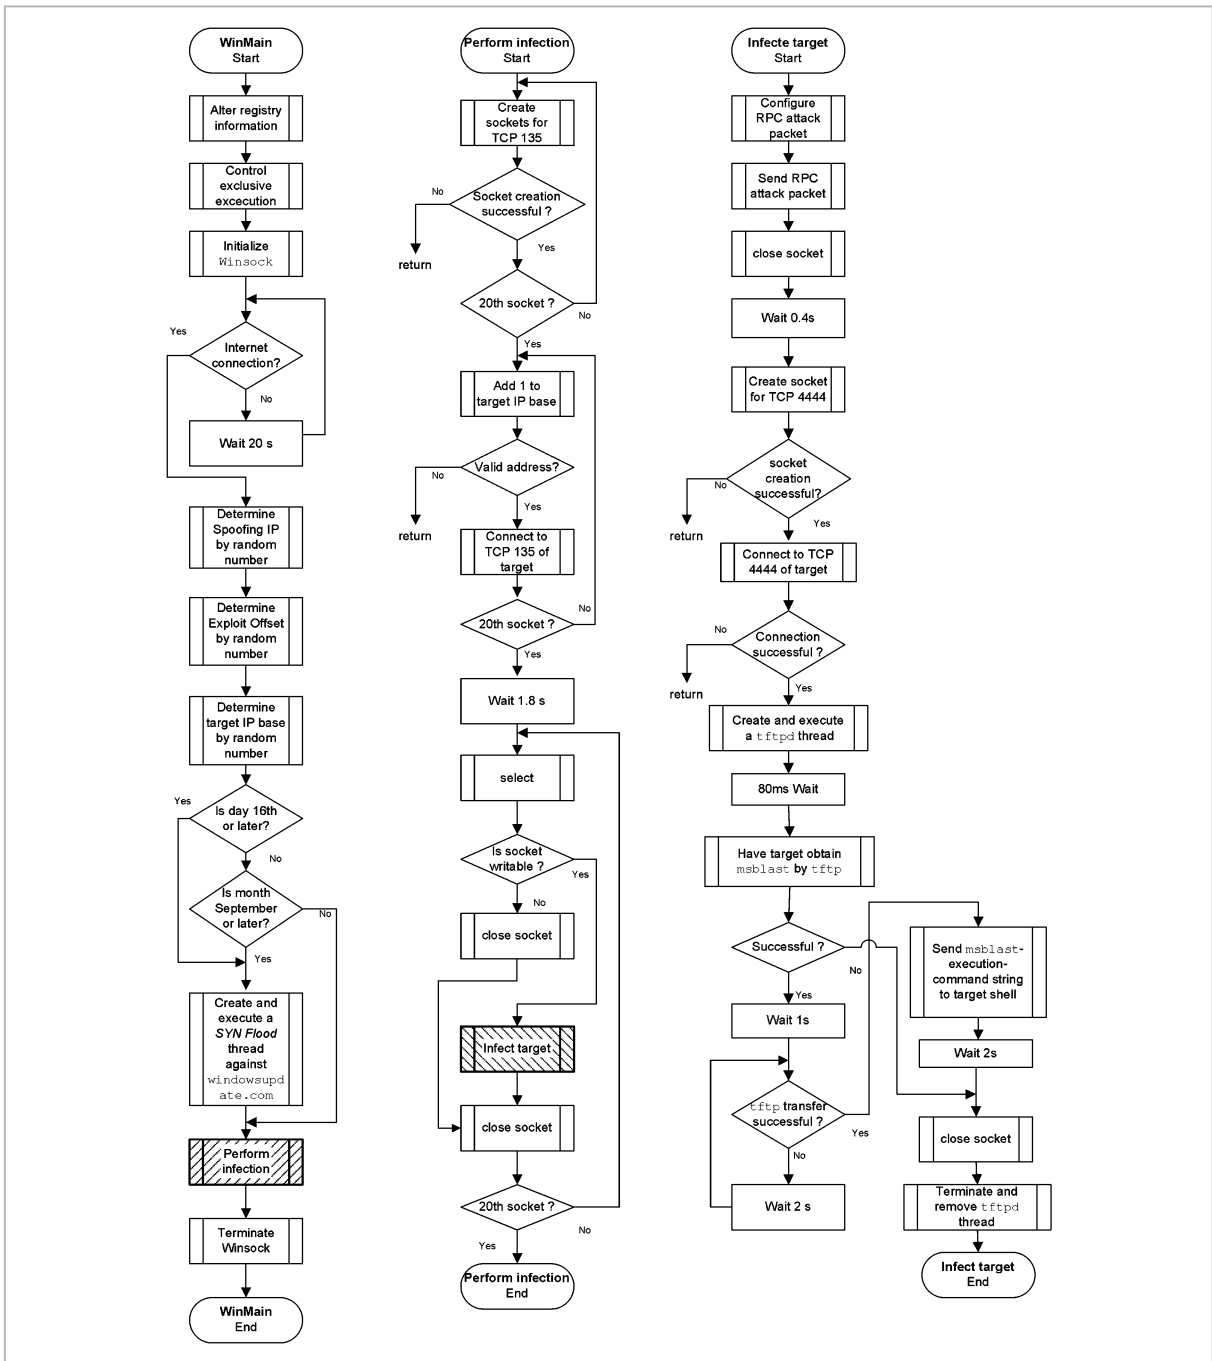 WinMain
Start
Alter registry
information
Control
exclusive
excecution
Initialize
Winsock
Yes
Internet
connection?
No
Wait 20 s
Determine
Spoofing IP
by random
number
Determine
Exploit Offset
by random
number
Determine
target IP base
by random
number
Yes
Is day 16th
or later?
No
Is month
September
or later?
No
Yes
Create and
execute a
SYN Flood
thread
against
windowsupd
ate.com
Perform
infection
Terminate
Winsock
WinMain
End
Perform infection
Start
Create
sockets for
TCP 135
No
Socket creation
successful ?
Yes
return
20th socket ?
No
Yes
Add 1 to
target IP base
Valid address?
No
Yes
return
Connect to
TCP 135 of
target
20th socket ?
No
Yes
Wait 1.8 s
select
Is socket
writable ?
Yes
No
close socket
Infect target
close socket
20th socket ?
No
Yes
Perform infection
End
Infecte target
Start
Configure
RPC attack
packet
Send RPC
attack packet
close socket
Wait 0.4s
Create socket
for TCP 4444
socket
creation
successful?
No
Yes
return
Connect to TCP
4444 of target
No
Connection
successful ?
Yes
return
Create and execute
a tftpd thread
80ms Wait
Have target obtain
msblast by tftp
Successful ?
No
Yes
Wait 1s
tftp transfer
successful ?
Yes
No
Wait 2 s
Send msblast-
execution-
command string
to target shell
Wait 2s
close socket
Terminate and
remove tftpd
thread
Infect target
End